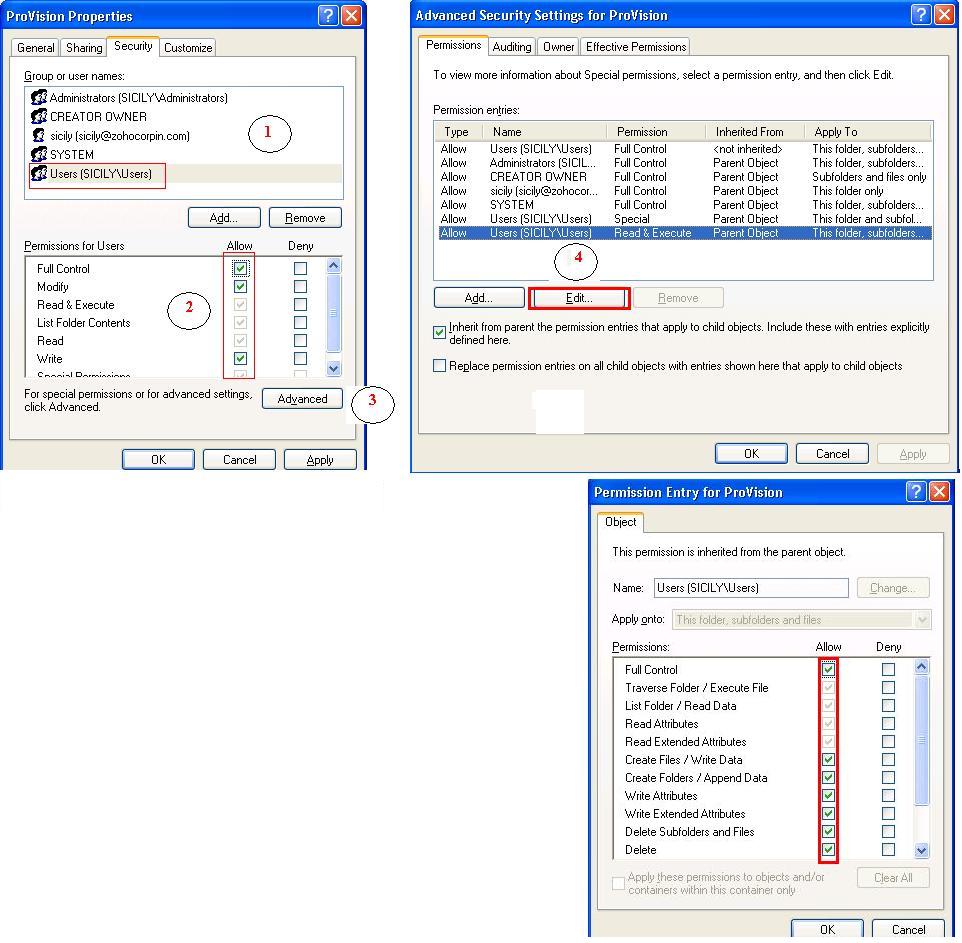 ProVision Properties
General Sharing Security Customize
Group or user names:
Administrators (SICILY\Administrators)
CREATOR OWNER
sicily (sicily@zohocorpin.com)
1
SYSTEM
Users (SICILY\Users)
Add... Remove
Permissions for Users Allow Deny
Full Control
Modify
Read & Execute
2
List Folder Contents
Read
Write
Special Permissions
For special permissions or for advanced settings,
click Advanced.
Advanced
3
OK Cancel Apply
Advanced Security Settings for ProVision
Permissions Auditing Owner Effective Permissions
To view more information about Special permissions, select a permission entry, and then click Edit.
Permission entries:
Type Name Permission Inherited From Apply To
Allow Users (SICILY\Users) Full Control <not inherited> This folder, subfolders...
Allow Administrators (SICIL... Full Control Parent Object This folder, subfolders...
Allow CREATOR OWNER Full Control Parent Object Subfolders and files only
Allow sicily (sicily@zohocor... Full Control Parent Object This folder only
Allow SYSTEM Full Control Parent Object This folder, subfolders...
Allow Users (SICILY\Users) Special Parent Object This folder and subfol...
Allow Users (SICILY\Users) Read & Execute Parent Object This folder, subfolders...
4
Add... Edit... Remove
Inherit from parent the permission entries that apply to child objects. Include these with entries explicitly
defined here.
Replace permission entries on all child objects with entries shown here that apply to child objects
OK Cancel Apply
Permission Entry for ProVision
Object
This permission is inherited from the parent object.
Name: Users (SICILY\Users) Change...
Apply onto: This folder, subfolders and files
Permissions: Allow Deny
Full Control
Traverse Folder / Execute File
List Folder / Read Data
Read Attributes
Read Extended Attributes
Create Files / Write Data
Create Folders / Append Data
Write Attributes
Write Extended Attributes
Delete Subfolders and Files
Delete
Apply these permissions to objects and/or
containers within this container only
Clear All
OK Cancel